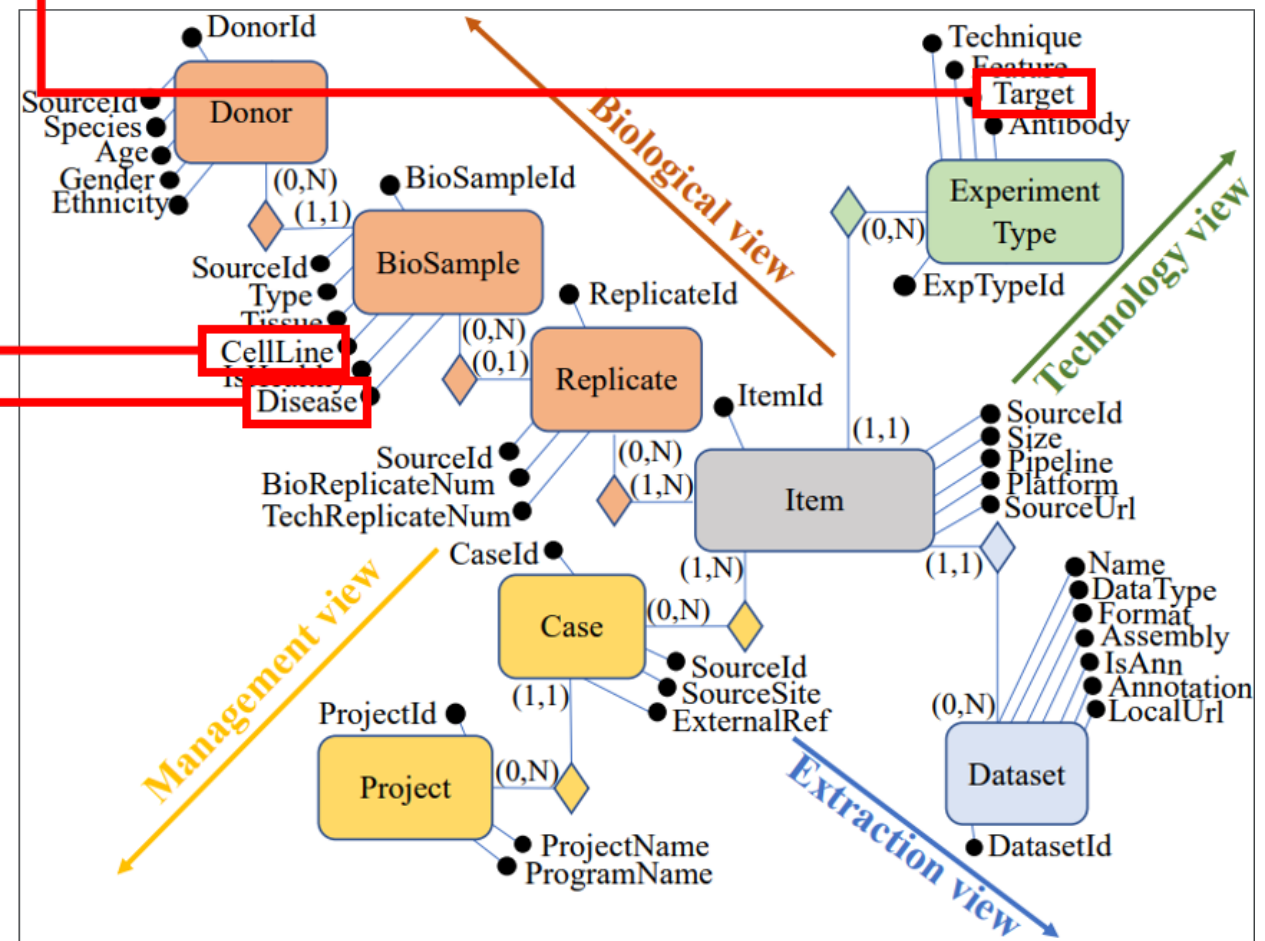 DonorId
Donor
SourceId
Species
Age
Gender
Ethnicity
(0,N)
(1,1)
BioSampleId
BioSample
SourceId
Type
Tissue
CellLine
IsHealthy
Disease
(0,N)
(0,1)
ReplicateId
Replicate
SourceId
BioReplicateNum
TechReplicateNum
(0,N)
(1,N)
Biological view
Technique
Feature
Target
Antibody
Experiment
Type
(0,N)
ExpTypeId
Technology view
(1,1)
ItemId
Item
SourceId
Size
Pipeline
Platform
SourceUrl
(1,1)
Name
DataType
Format
Assembly
IsAnn
Annotation
LocalUrl
(0,N)
Dataset
DatasetId
Extraction view
(1,N)
(0,N)
CaseId
Case
SourceId
SourceSite
ExternalRef
(1,1)
(0,N)
ProjectId
Project
ProjectName
ProgramName
Management view